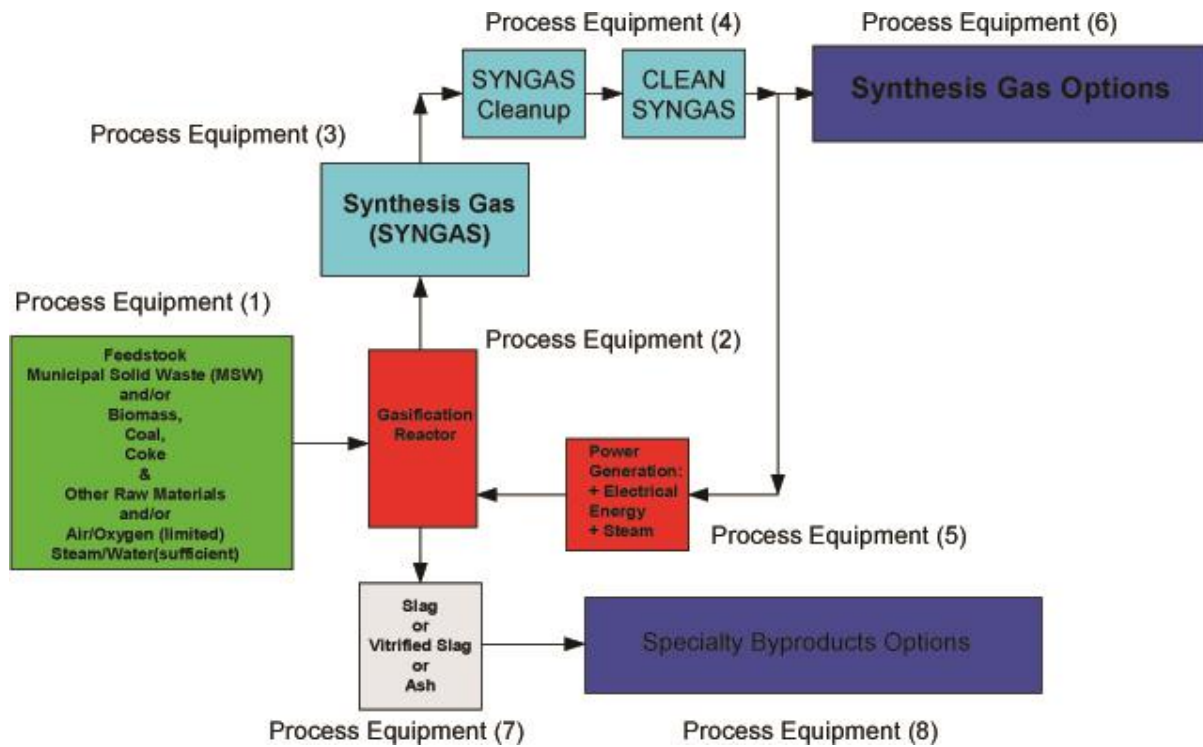 Process Equipment (4)
Process Equipment (6)
SYNGAS
Cleanup
CLEAN
SYNGAS
Synthesis Gas Options
Process Equipment (3)
Synthesis Gas
(SYNGAS)
Process Equipment (1)
Process Equipment (2)
Feedstock
Municipal Solid Waste (MSW)
and/or
Biomass,
Coal,
Coke
&
Other Raw Materials
and/or
Air/Oxygen (limited)
Steam/Water(sufficient)
Gasification
Reactor
Power
Generation:
+ Electrical
Energy
+ Steam
Process Equipment (5)
Slag
or
Vitrified Slag
or
Ash
Specialty Byproducts Options
Process Equipment (7)
Process Equipment (8)